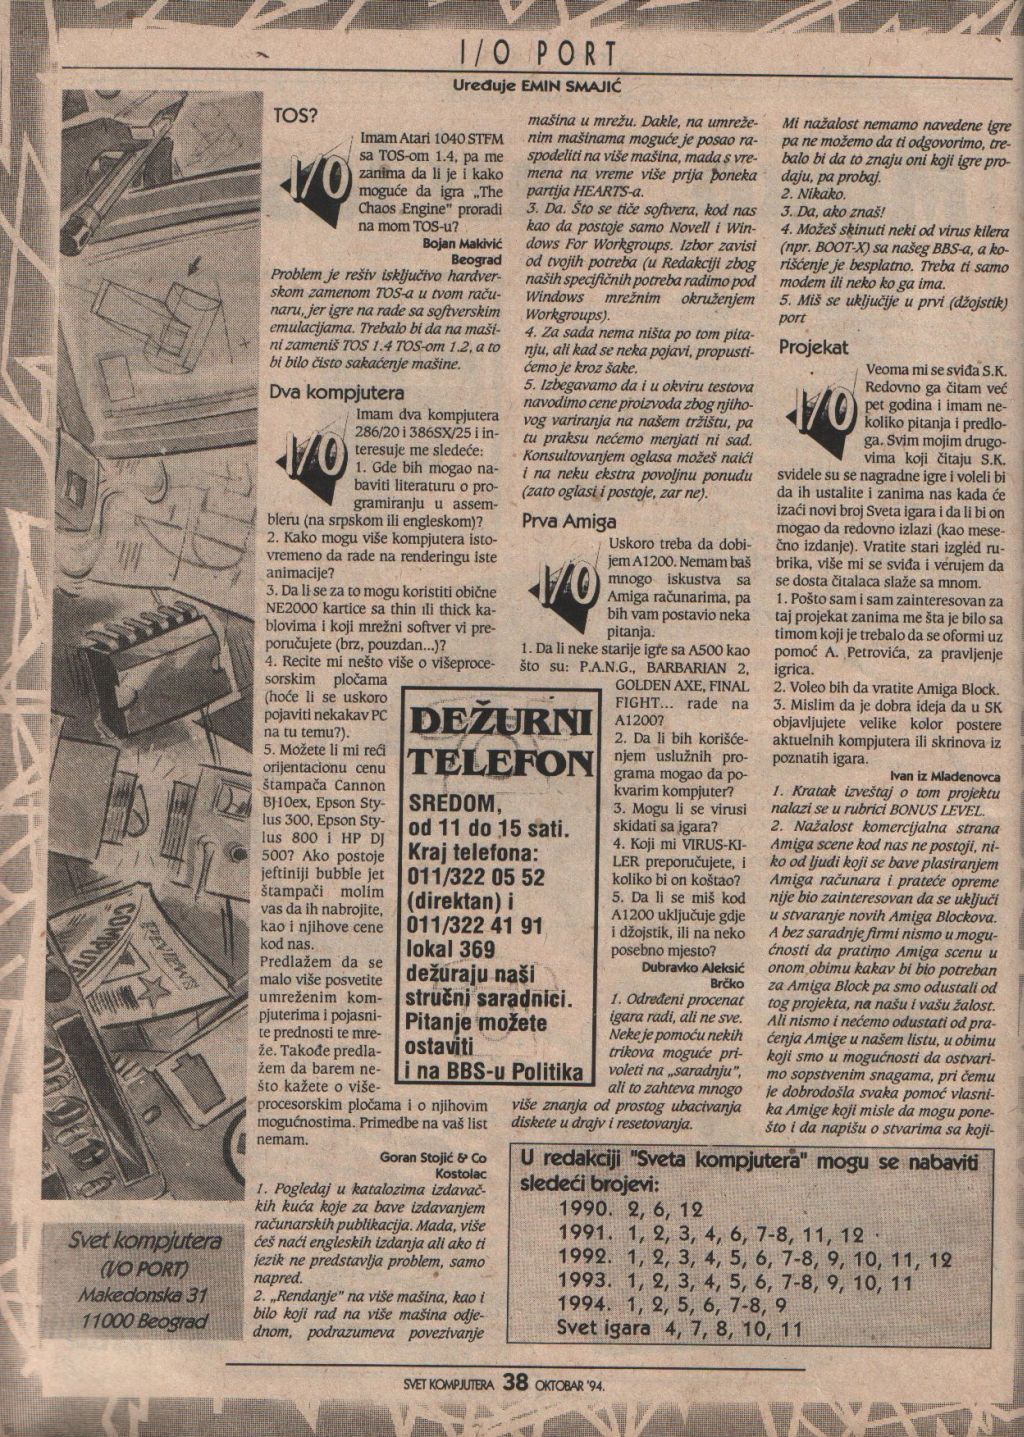 I/O PORT
Uređuje EMIN SMAJIĆ
TOS?
I/O
Imam Atari 1040 STFM
sa TOS-om 1.4, pa me
zanima da li je i kako
moguće da igra „The
Chaos Engine" proradi
na mom TOS-u?
Bojan Makivić
Beograd
Problem je rešiv isključivo hardver-
skom zamenom TOS-a u tvom raču-
naru, jer igre na rade sa softverskim
emulacijama. Trebalo bi da na maši-
ni zameniš TOS 1.4 TOS-om 1.2, a to
bi bilo čisto sakaćenje mašine.
Dva kompjutera
I/O
Imam dva kompjutera
286/20 i 386SX/25 i in-
teresuje me sledeće:
1. Gde bih mogao na-
baviti literaturu o pro-
gramiranju u assem-
bleru (na srpskom ili engleskom)?
2. Kako mogu više kompjutera isto-
vremeno da rade na renderingu iste
animacije?
3. Da li se za to mogu koristiti obične
NE2000 kartice sa thin ili thick ka-
blovima i koji mrežni softver vi pre-
poručujete (brz, pouzdan...)?
4. Recite mi nešto više o višeproce-
sorskim pločama
(hoće li se uskoro
pojaviti nekakav PC
na tu temu?).
5. Možete li mi reći
orijentacionu cenu
štampača Cannon
BJ10ex, Epson Sty-
lus 300, Epson Sty-
lus 800 i HP DJ
500? Ako postoje
jeftiniji bubble jet
štampači molim
vas da ih nabrojite,
kao i njihove cene
kod nas.
Predlažem da se
malo više posvetite
umreženim kom-
pjuterima i pojasni-
te prednosti te mre-
že. Takođe predla-
žem da barem ne-
što kažete o više-
procesorskim pločama i o njihovim
mogućnostima. Primedbe na vaš list
nemam.
Goran Stojić & Co
Kostolac
1. Pogledaj u katalozima izdavač-
kih kuća koje za bave izdavanjem
računarskih publikacija. Mada, više
ćeš naći engleskih izdanja ali ako ti
jezik ne predstavlja problem, samo
napred.
2. „Rendanje" na više mašina, kao i
bilo koji rad na više mašina odje-
dnom, podrazumeva povezivanje
mašina u mrežu. Dakle, na umreže-
nim mašinama moguće je posao ra-
spodeliti na više mašina, mada s vre-
mena na vreme više prija poneka
partija HEARTS-a.
3. Da. Što se tiče softvera, kod nas
kao da postoje samo Novell i Win-
dows For Workgroups. Izbor zavisi
od tvojih potreba (u Redakciji zbog
naših specifičnih potreba radimo pod
Windows mrežnim okruženjem
Workgroups).
4. Za sada nema ništa po tom pita-
nju, ali kad se neka pojavi, propusti-
ćemo je kroz šake.
5. Izbegavamo da i u okviru testova
navodimo cene proizvoda zbog njiho-
vog variranja na našem tržištu, pa
tu praksu nećemo menjati ni sad.
Konsultovanjem oglasa možeš naići
i na neku ekstra povoljnu ponudu
(zato oglasi i postoje, zar ne).
Prva Amiga
I/O
Uskoro treba da dobi-
jem A1200. Nemam baš
mnogo iskustva sa
Amiga računarima, pa
bih vam postavio neka
pitanja.
1. Da li neke starije igre sa A500 kao
što su: P.A.N.G., BARBARIAN 2,
GOLDEN AXE, FINAL
FIGHT... rade na
A1200?
2. Da li bih korišće-
njem uslužnih pro-
grama mogao da po-
kvarim kompjuter?
3. Mogu li se virusi
skidati sa igara?
4. Koji mi VIRUS-KI-
LER preporučujete, i
koliko bi on koštao?
5. Da li se miš kod
A1200 uključuje gdje
i džojstik, ili na neko
posebno mjesto?
Dubravko Aleksić
Brčko
1. Određeni procenat
igara radi, ali ne sve.
Neke je pomoću nekih
trikova moguće pri-
voleti na „saradnju",
ali to zahteva mnogo
više znanja od prostog ubacivanja
diskete u drajv i resetovanja.
DEŽURNI
TELEFON
SREDOM,
od 11 do 15 sati.
Kraj telefona:
011/322 05 52
(direktan) i
011/322 41 91
lokal 369
dežuraju naši
stručni saradnici.
Pitanje možete
ostaviti
i na BBS-u Politika
Mi nažalost nemamo navedene igre
pa ne možemo da ti odgovorimo, tre-
balo bi da to znaju oni koji igre pro-
daju, pa probaj.
2. Nikako.
3. Da, ako znaš!
4. Možeš skinuti neki od virus kilera
(npr. BOOT-X) sa našeg BBS-a, a ko-
rišćenje je besplatno. Treba ti samo
modem ili neko ko ga ima.
5. Miš se uključije u prvi (džojstik)
port
Projekat
I/O
Veoma mi se sviđa S.K.
Redovno ga čitam već
pet godina i imam ne-
koliko pitanja i predlo-
ga. Svim mojim drugo-
vima koji čitaju S.K.
svidele su se nagradne igre i voleli bi
da ih ustalite i zanima nas kada će
izaći novi broj Sveta igara i da li bi on
mogao da redovno izlazi (kao mese-
čno izdanje). Vratite stari izgled ru-
brika, više mi se sviđa i verujem da
se dosta čitalaca slaže sa mnom.
1. Pošto sam i sam zainteresovan za
taj projekat zanima me šta je bilo sa
timom koji je trebalo da se oformi uz
pomoć A. Petrovića, za pravljenje
igrica.
2. Voleo bih da vratite Amiga Block.
3. Mislim da je dobra ideja da u SK
objavljujete velike kolor postere
aktuelnih kompjutera ili skrinova iz
poznatih igara.
Ivan iz Mladenovca
1. Kratak izveštaj o tom projektu
nalazi se u rubrici BONUS LEVEL.
2. Nažalost komercijalna strana
Amiga scene kod nas ne postoji, ni-
ko od ljudi koji se bave plasiranjem
Amiga računara i prateće opreme
nije bio zainteresovan da se uključi
u stvaranje novih Amiga Blockova.
A bez saradnje firmi nismo u mogu-
ćnosti da pratimo Amiga scenu u
onom obimu kakav bi bio potreban
za Amiga Block pa smo odustali od
tog projekta, na našu i vašu žalost.
Ali nismo i nećemo odustati od pra-
ćenja Amige u našem listu, u obimu
koji smo u mogućnosti da ostvari-
mo sopstvenim snagama, pri čemu
je dobrodošla svaka pomoć vlasni-
ka Amige koji misle da mogu pone-
što i da napišu o stvarima sa koji-
U redakciji "Sveta kompjutera" mogu se nabaviti
sledeći brojevi:
1990. 2, 6, 12
1991. 1, 2, 3, 4, 6, 7-8, 11, 12
1992. 1, 2, 3, 4, 5, 6, 7-8, 9, 10, 11, 12
1993. 1, 2, 3, 4, 5, 6, 7-8, 9, 10, 11
1994. 1, 2, 5, 6, 7-8, 9
Svet igara 4, 7, 8, 10, 11
Svet kompjutera
(I/O PORT)
Makedonska 31
11000 Beograd
SVET KOMPJUTERA 38 OKTOBAR '94.